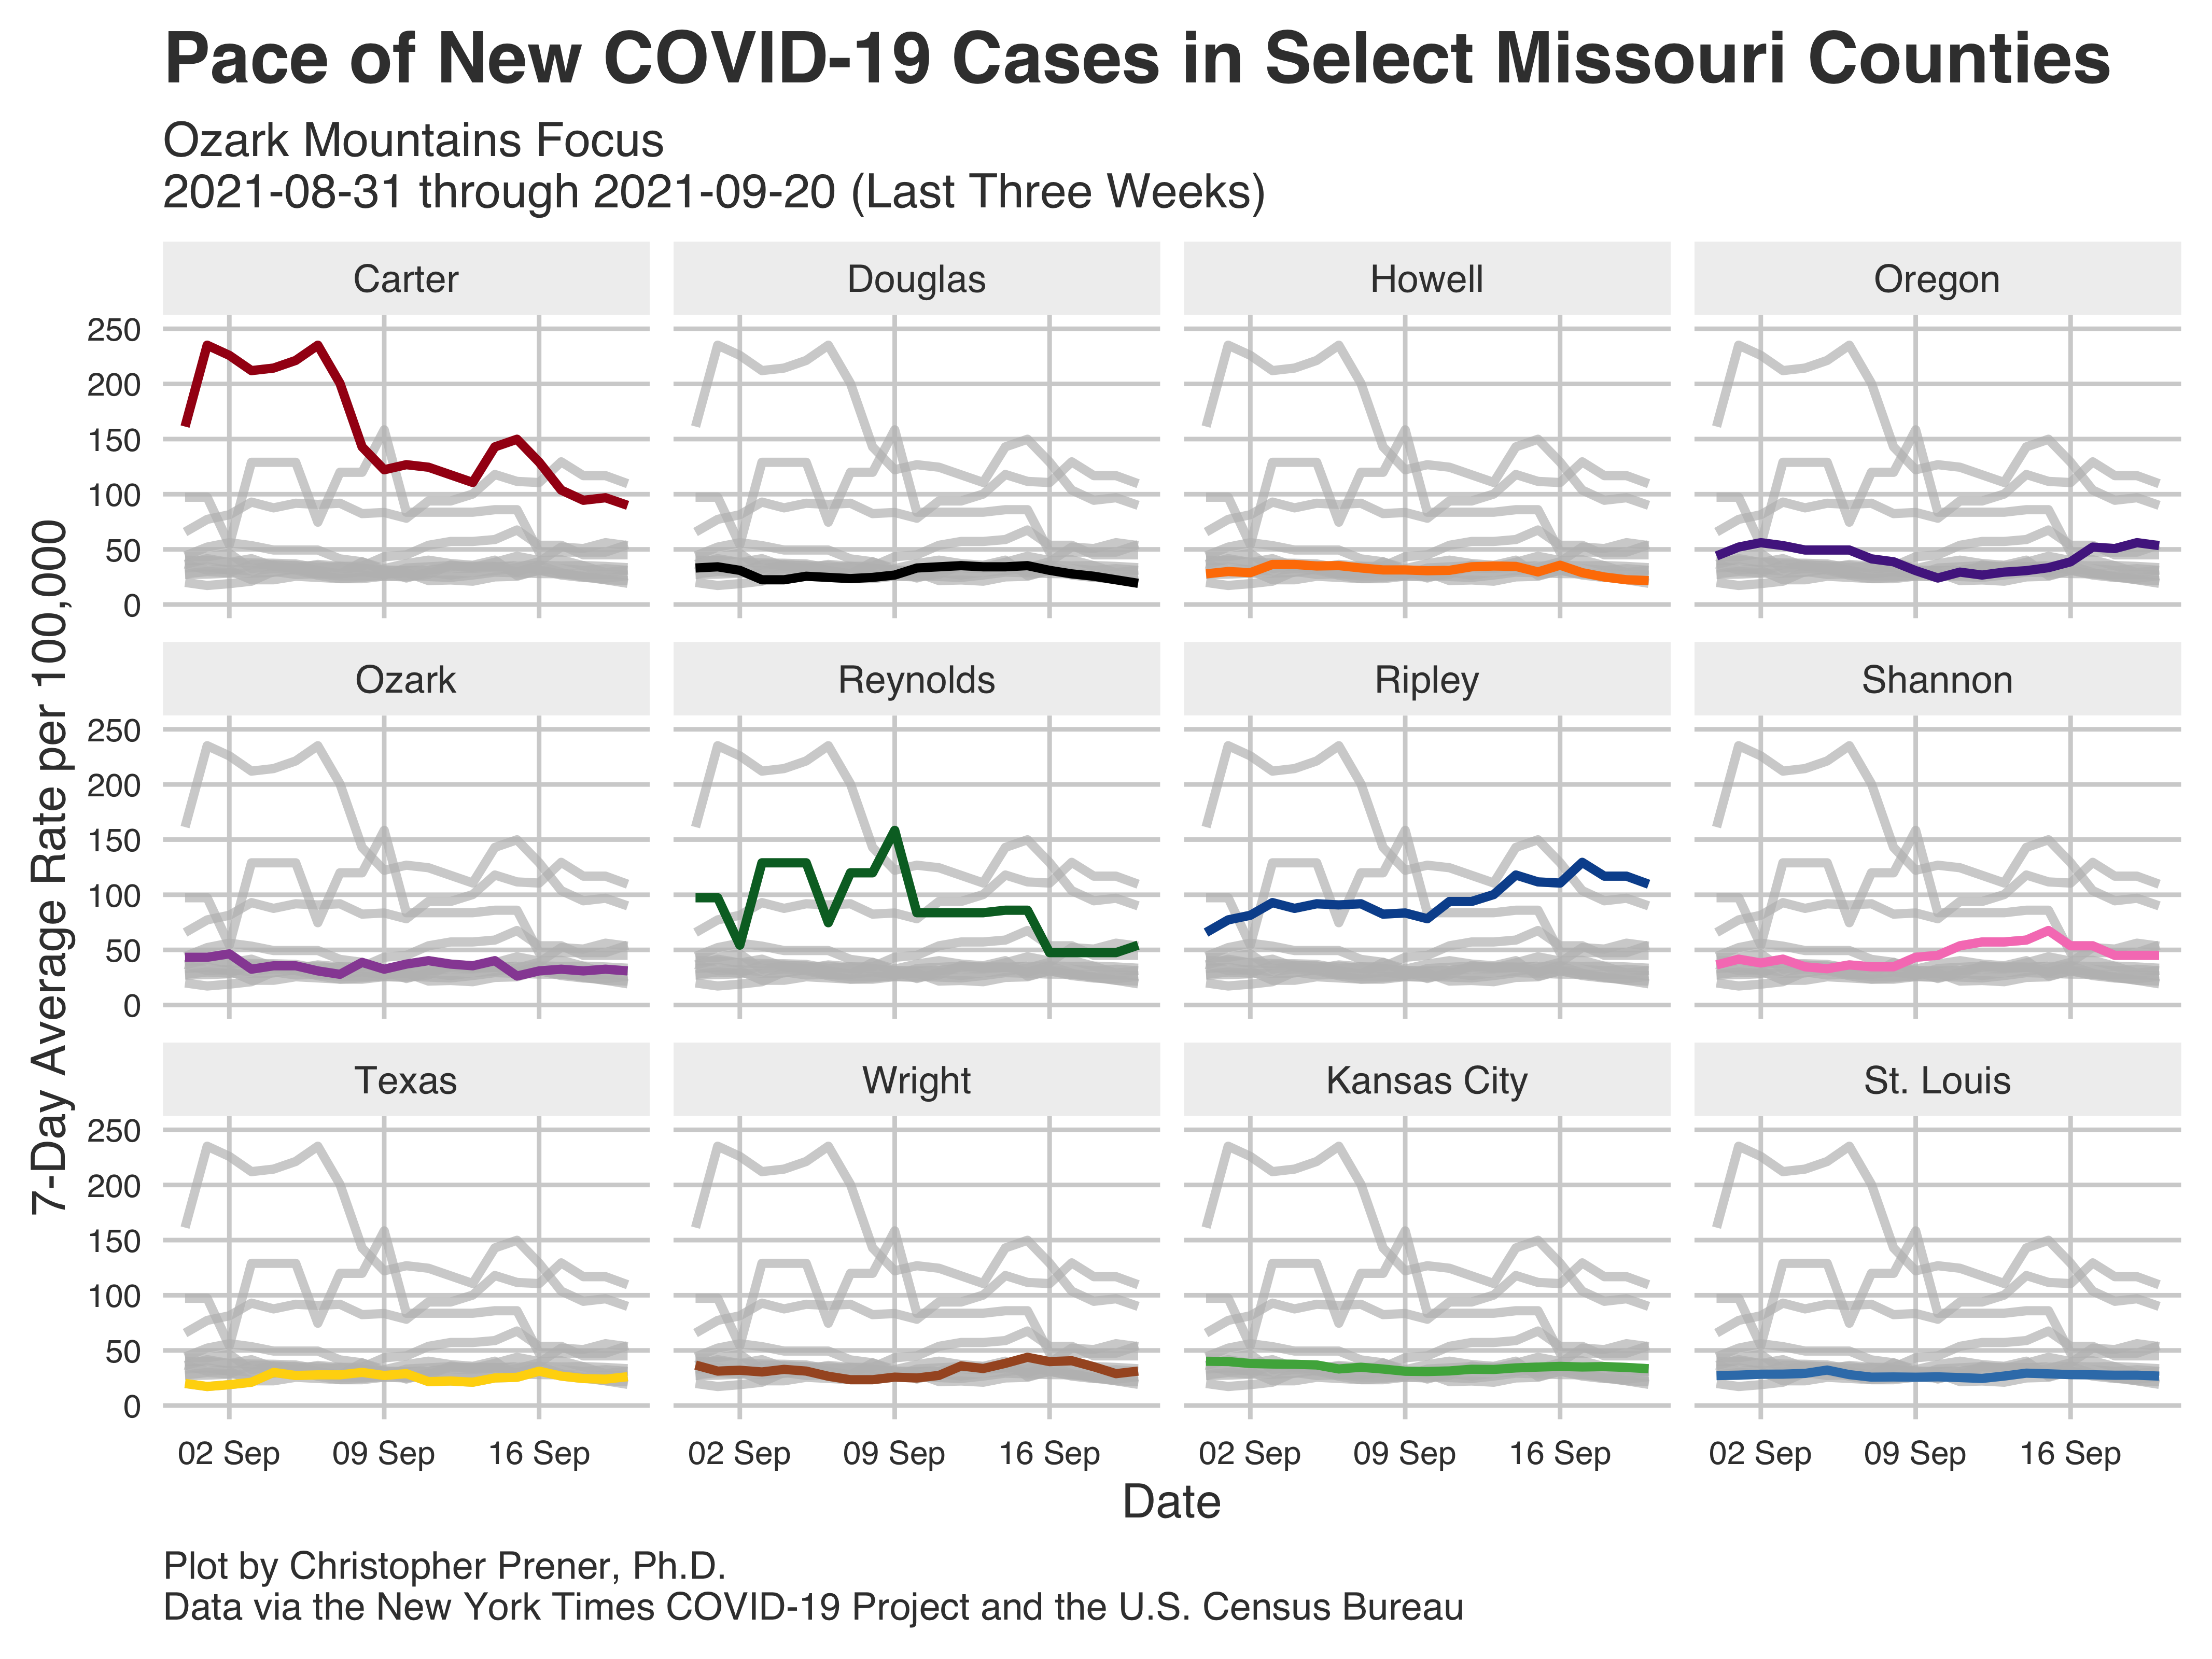 Pace of New COVID-19 Cases in Select Missouri Counties
Ozark Mountains Focus
2021-08-31 through 2021-09-20 (Last Three Weeks)
7-Day Average Rate per 100,000
Carter
Douglas
Howell
Oregon
250
200
150
100
50
0
Ozark
Reynolds
Ripley
Shannon
250
200
150
100
50
0
Texas
Wright
Kansas City
St. Louis
250
200
150
100
50
0
02 Sep 09 Sep 16 Sep
02 Sep 09 Sep 16 Sep
02 Sep 09 Sep 16 Sep
02 Sep 09 Sep 16 Sep
Date
Plot by Christopher Prener, Ph.D.
Data via the New York Times COVID-19 Project and the U.S. Census Bureau